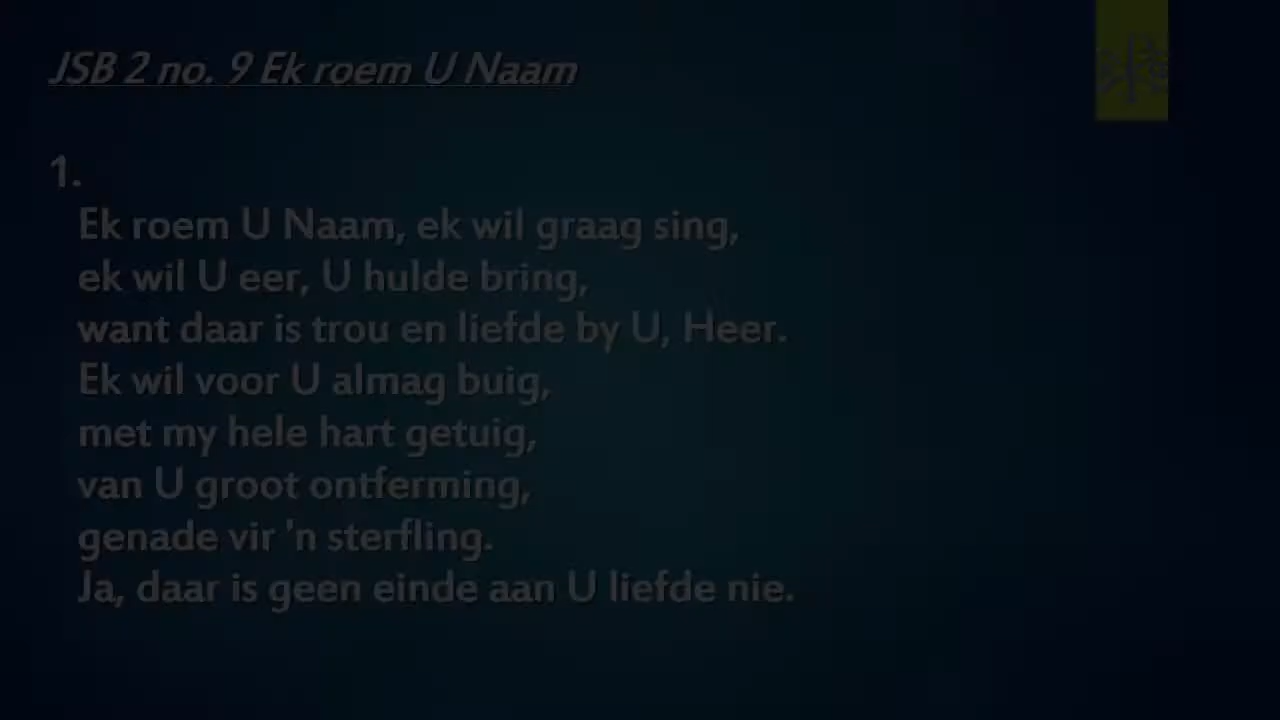 JSB 2 no. 9 Ek roem U Naam
1.
Ek roem U Naam, ek wil graag sing,
ek wil U eer, U hulde bring,
want daar is trou en liefde by U, Heer.
Ek wil voor U almag buig,
met my hele hart getuig,
van U groot ontferming,
genade vir 'n sterfling.
Ja, daar is geen einde aan U liefde nie.